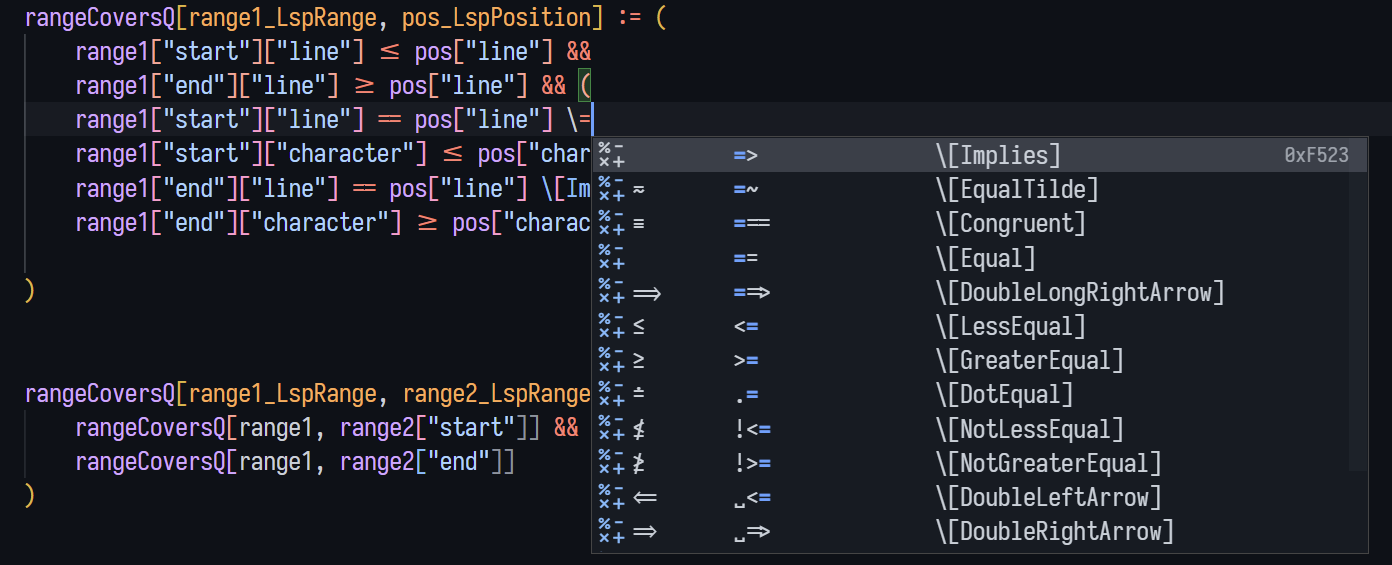 rangeCoversQ[range1_LspRange, pos_LspPosition] := (
range1["start"]["line"] ≤ pos["line"] &&
range1["end"]["line"] ≥ pos["line"] && (
range1["start"]["line"] == pos["line"] \=
range1["start"]["character"] ≤ pos["char
range1["end"]["line"] == pos["line"] \[Im
range1["end"]["character"] ≥ pos["charac
)
rangeCoversQ[range1_LspRange, range2_LspRange
rangeCoversQ[range1, range2["start"]] &&
rangeCoversQ[range1, range2["end"]]
)
=> \[Implies] 0xF523
≂ =~ \[EqualTilde]
≡ === \[Congruent]
== \[Equal]
⟹ ==> \[DoubleLongRightArrow]
≤ <= \[LessEqual]
≥ >= \[GreaterEqual]
≐ .= \[DotEqual]
≰ !<= \[NotLessEqual]
≱ !>= \[NotGreaterEqual]
⇐ ␣<= \[DoubleLeftArrow]
⇒ ␣=> \[DoubleRightArrow]